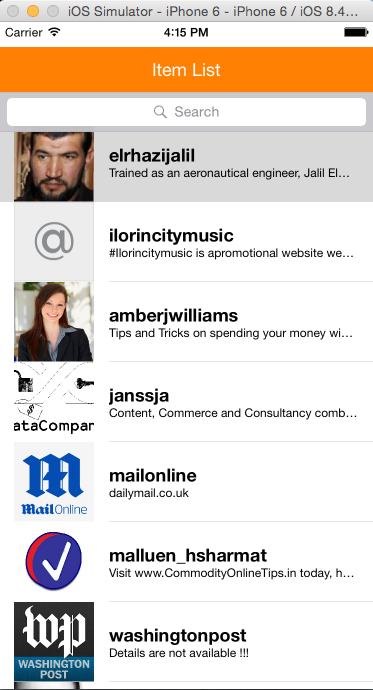 iOS Simulator - iPhone 6 - iPhone 6 / iOS 8.4...
Carrier
4:15 PM
Item List
Search
elrhazijalil
Trained as an aeronautical engineer, Jalil El...
@
ilorincitymusic
#Ilorincitymusic is apromotional website we...
amberjwilliams
Tips and Tricks on spending your money wi...
janssja
Content, Commerce and Consultancy comb...
$
ataCompan
M
MailOnline
mailonline
dailymail.co.uk
malluen_hsharmat
Visit www.CommodityOnlineTips.in today, h...
wp
WASHINGTON
POST
washingtonpost
Details are not available !!!